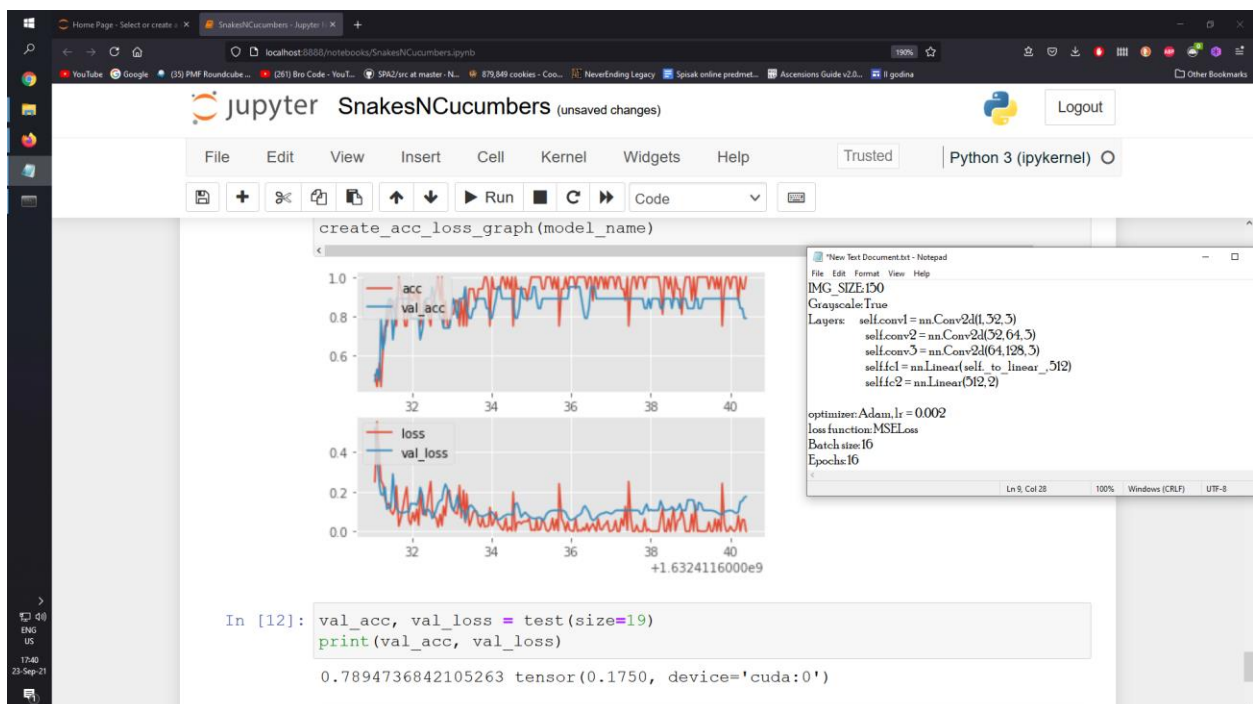 Home Page - Select or create a
SnakesNCucumbers - Jupyter
localhost:8888/notebooks/SnakesNCucumbers.ipynb
190%
YouTube
Google
(35) PMF Roundcube ...
(261) Bro Code - YouT...
SPA2/src at master · N...
879,849 cookies - Coo...
NeverEnding Legacy
Spisak online predmet...
Ascensions Guide v2.0...
II godina
Other Bookmarks
jupyter SnakesNCucumbers (unsaved changes)
Logout
File Edit View Insert Cell Kernel Widgets Help
Trusted
Python 3 (ipykernel)
Run
Code
create_acc_loss_graph(model_name)
1.0
0.8
0.6
acc
val_acc
32 34 36 38 40
loss
val_loss
0.4
0.2
0.0
32 34 36 38 40
+1.6324116000e9
*New Text Document.txt - Notepad
File Edit Format View Help
IMG_SIZE:150
Grayscale:True
Layers: self.conv1 = nn.Conv2d(1,32,3)
self.conv2 = nn.Conv2d(32,64,3)
self.conv3 = nn.Conv2d(64,128,3)
self.fc1 = nn.Linear(self._to_linear_,512)
self.fc2 = nn.Linear(512,2)
optimizer:Adam, lr = 0.002
loss function:MSELoss
Batch size:16
Epochs:16
Ln 9, Col 28 100% Windows (CRLF) UTF-8
In [12]: val_acc, val_loss = test(size=19)
print(val_acc, val_loss)
0.7894736842105263 tensor(0.1750, device='cuda:0')
ENG
US
17:40
23-Sep-21